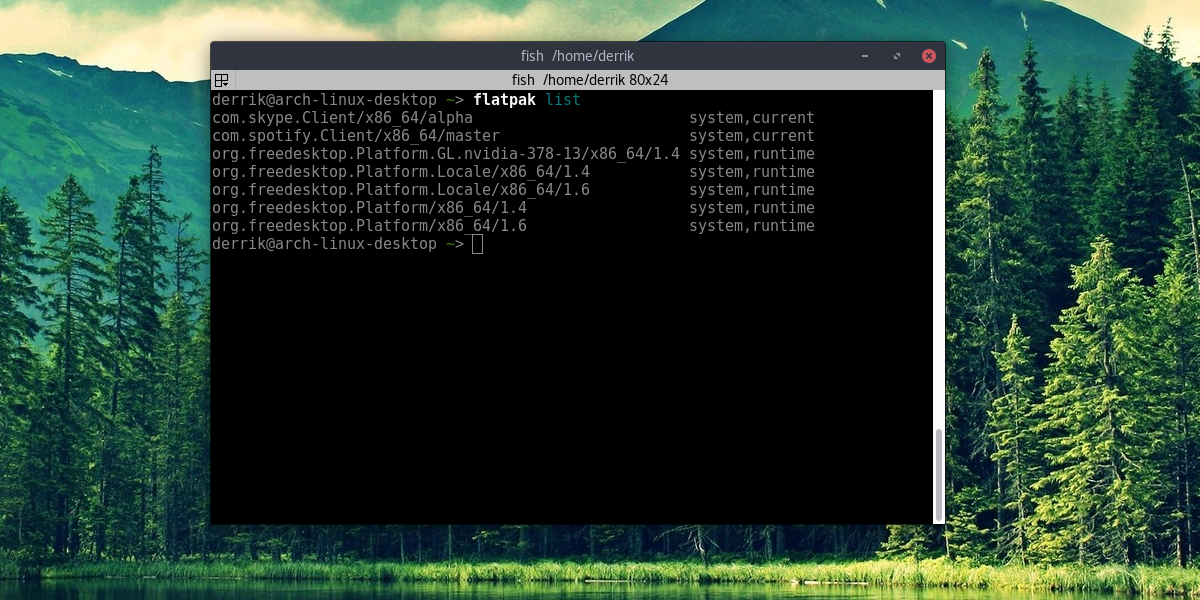 fish /home/derrik
fish /home/derrik 80x24
derrik@arch-linux-desktop ~> flatpak list
com.skype.Client/x86_64/alpha system,current
com.spotify.Client/x86_64/master system,current
org.freedesktop.Platform.GL.nvidia-378-13/x86_64/1.4 system,runtime
org.freedesktop.Platform.Locale/x86_64/1.4 system,runtime
org.freedesktop.Platform.Locale/x86_64/1.6 system,runtime
org.freedesktop.Platform/x86_64/1.4 system,runtime
org.freedesktop.Platform/x86_64/1.6 system,runtime
derrik@arch-linux-desktop ~>